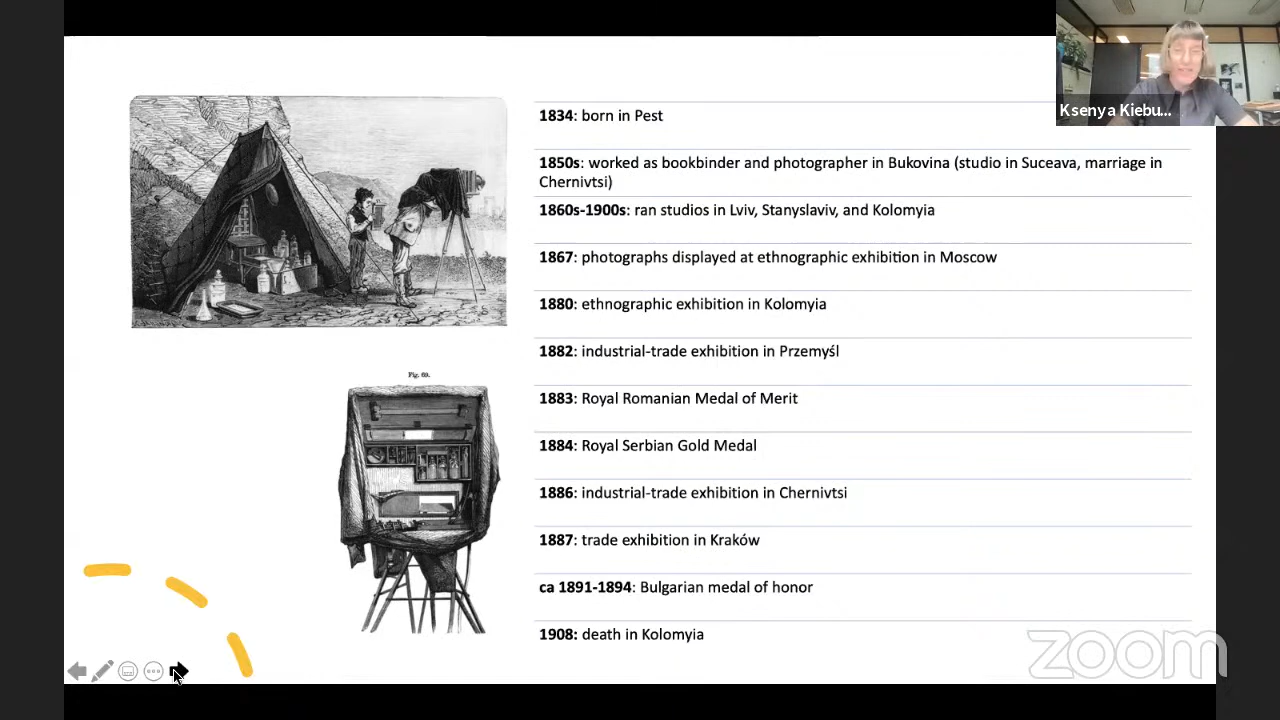 Ksenya Kiebu...
1834: born in Pest
1850s: worked as bookbinder and photographer in Bukovina (studio in Suceava, marriage in
Chernivtsi)
1860s-1900s: ran studios in Lviv, Stanyslaviv, and Kolomyia
1867: photographs displayed at ethnographic exhibition in Moscow
1880: ethnographic exhibition in Kolomyia
1882: industrial-trade exhibition in Przemyśl
Fig. 69.
1883: Royal Romanian Medal of Merit
1884: Royal Serbian Gold Medal
1886: industrial-trade exhibition in Chernivtsi
1887: trade exhibition in Kraków
ca 1891-1894: Bulgarian medal of honor
1908: death in Kolomyia
zoom